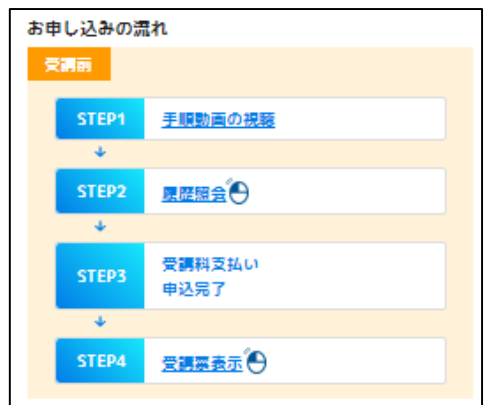 お申し込みの流れ
受講前
STEP1
手順動画の視聴
STEP2
履歴照会
STEP3
受講料支払い
申込完了
STEP4
受講票表示